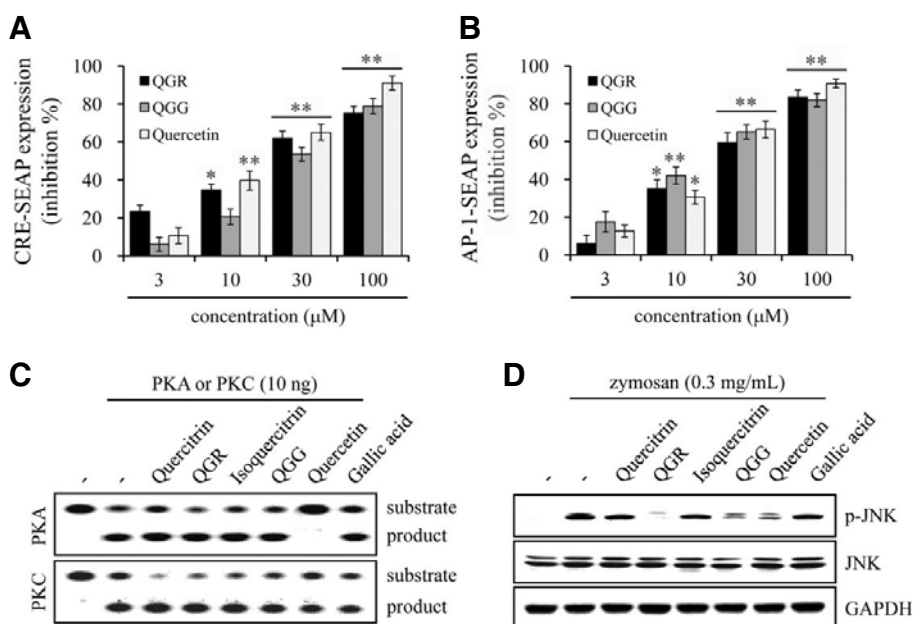 A
CRE-SEAP expression
(inhibition %)
100
80
60
40
20
0
QGR
QGG
Quercetin
*
**
**
**
3 10 30 100
concentration (μM)
B
AP-1-SEAP expression
(inhibition %)
100
80
60
40
20
0
QGR
QGG
Quercetin
*
**
*
**
**
3 10 30 100
concentration (μM)
C
PKA or PKC (10 ng)
- - Quercitrin QGR Isoquercitrin QGG Quercetin Gallic acid
PKA
substrate
product
PKC
substrate
product
D
zymosan (0.3 mg/mL)
- - Quercitrin QGR Isoquercitrin QGG Quercetin Gallic acid
p-JNK
JNK
GAPDH